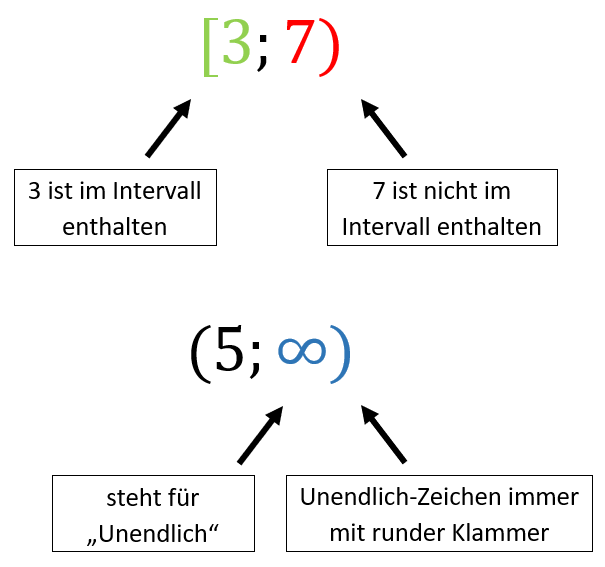 [3; 7)
3 ist im Intervall
enthalten
7 ist nicht im
Intervall enthalten
(5; ∞)
steht für
„Unendlich“
Unendlich-Zeichen immer
mit runder Klammer